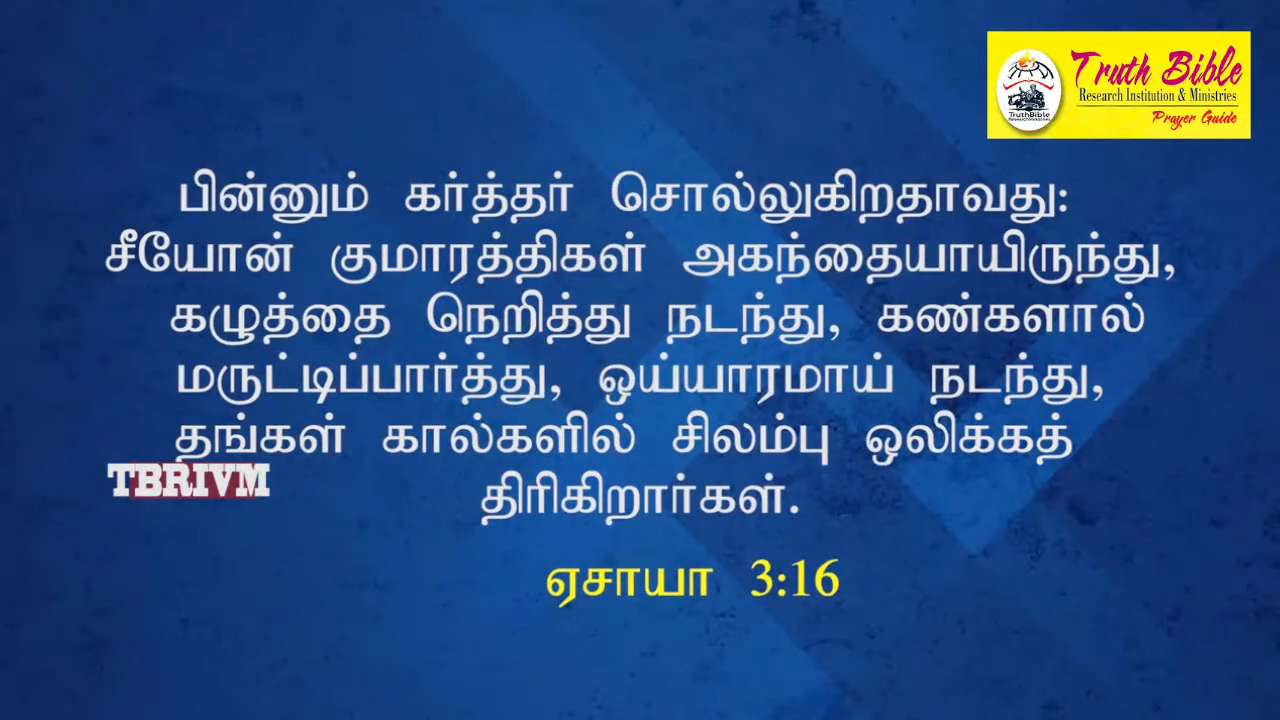 Truth Bible
Research Institution & Ministries
Prayer Guide
TruthBible
பின்னும் கர்த்தர் சொல்லுகிறதாவது:
சீயோன் குமாரத்திகள் அகந்தையாயிருந்து,
கழுத்தை நெறித்து நடந்து, கண்களால்
மருட்டிப்பார்த்து, ஒய்யாரமாய் நடந்து,
தங்கள் கால்களில் சிலம்பு ஒலிக்கத்
TBRIVM
திரிகிறார்கள்.
ஏசாயா 3:16